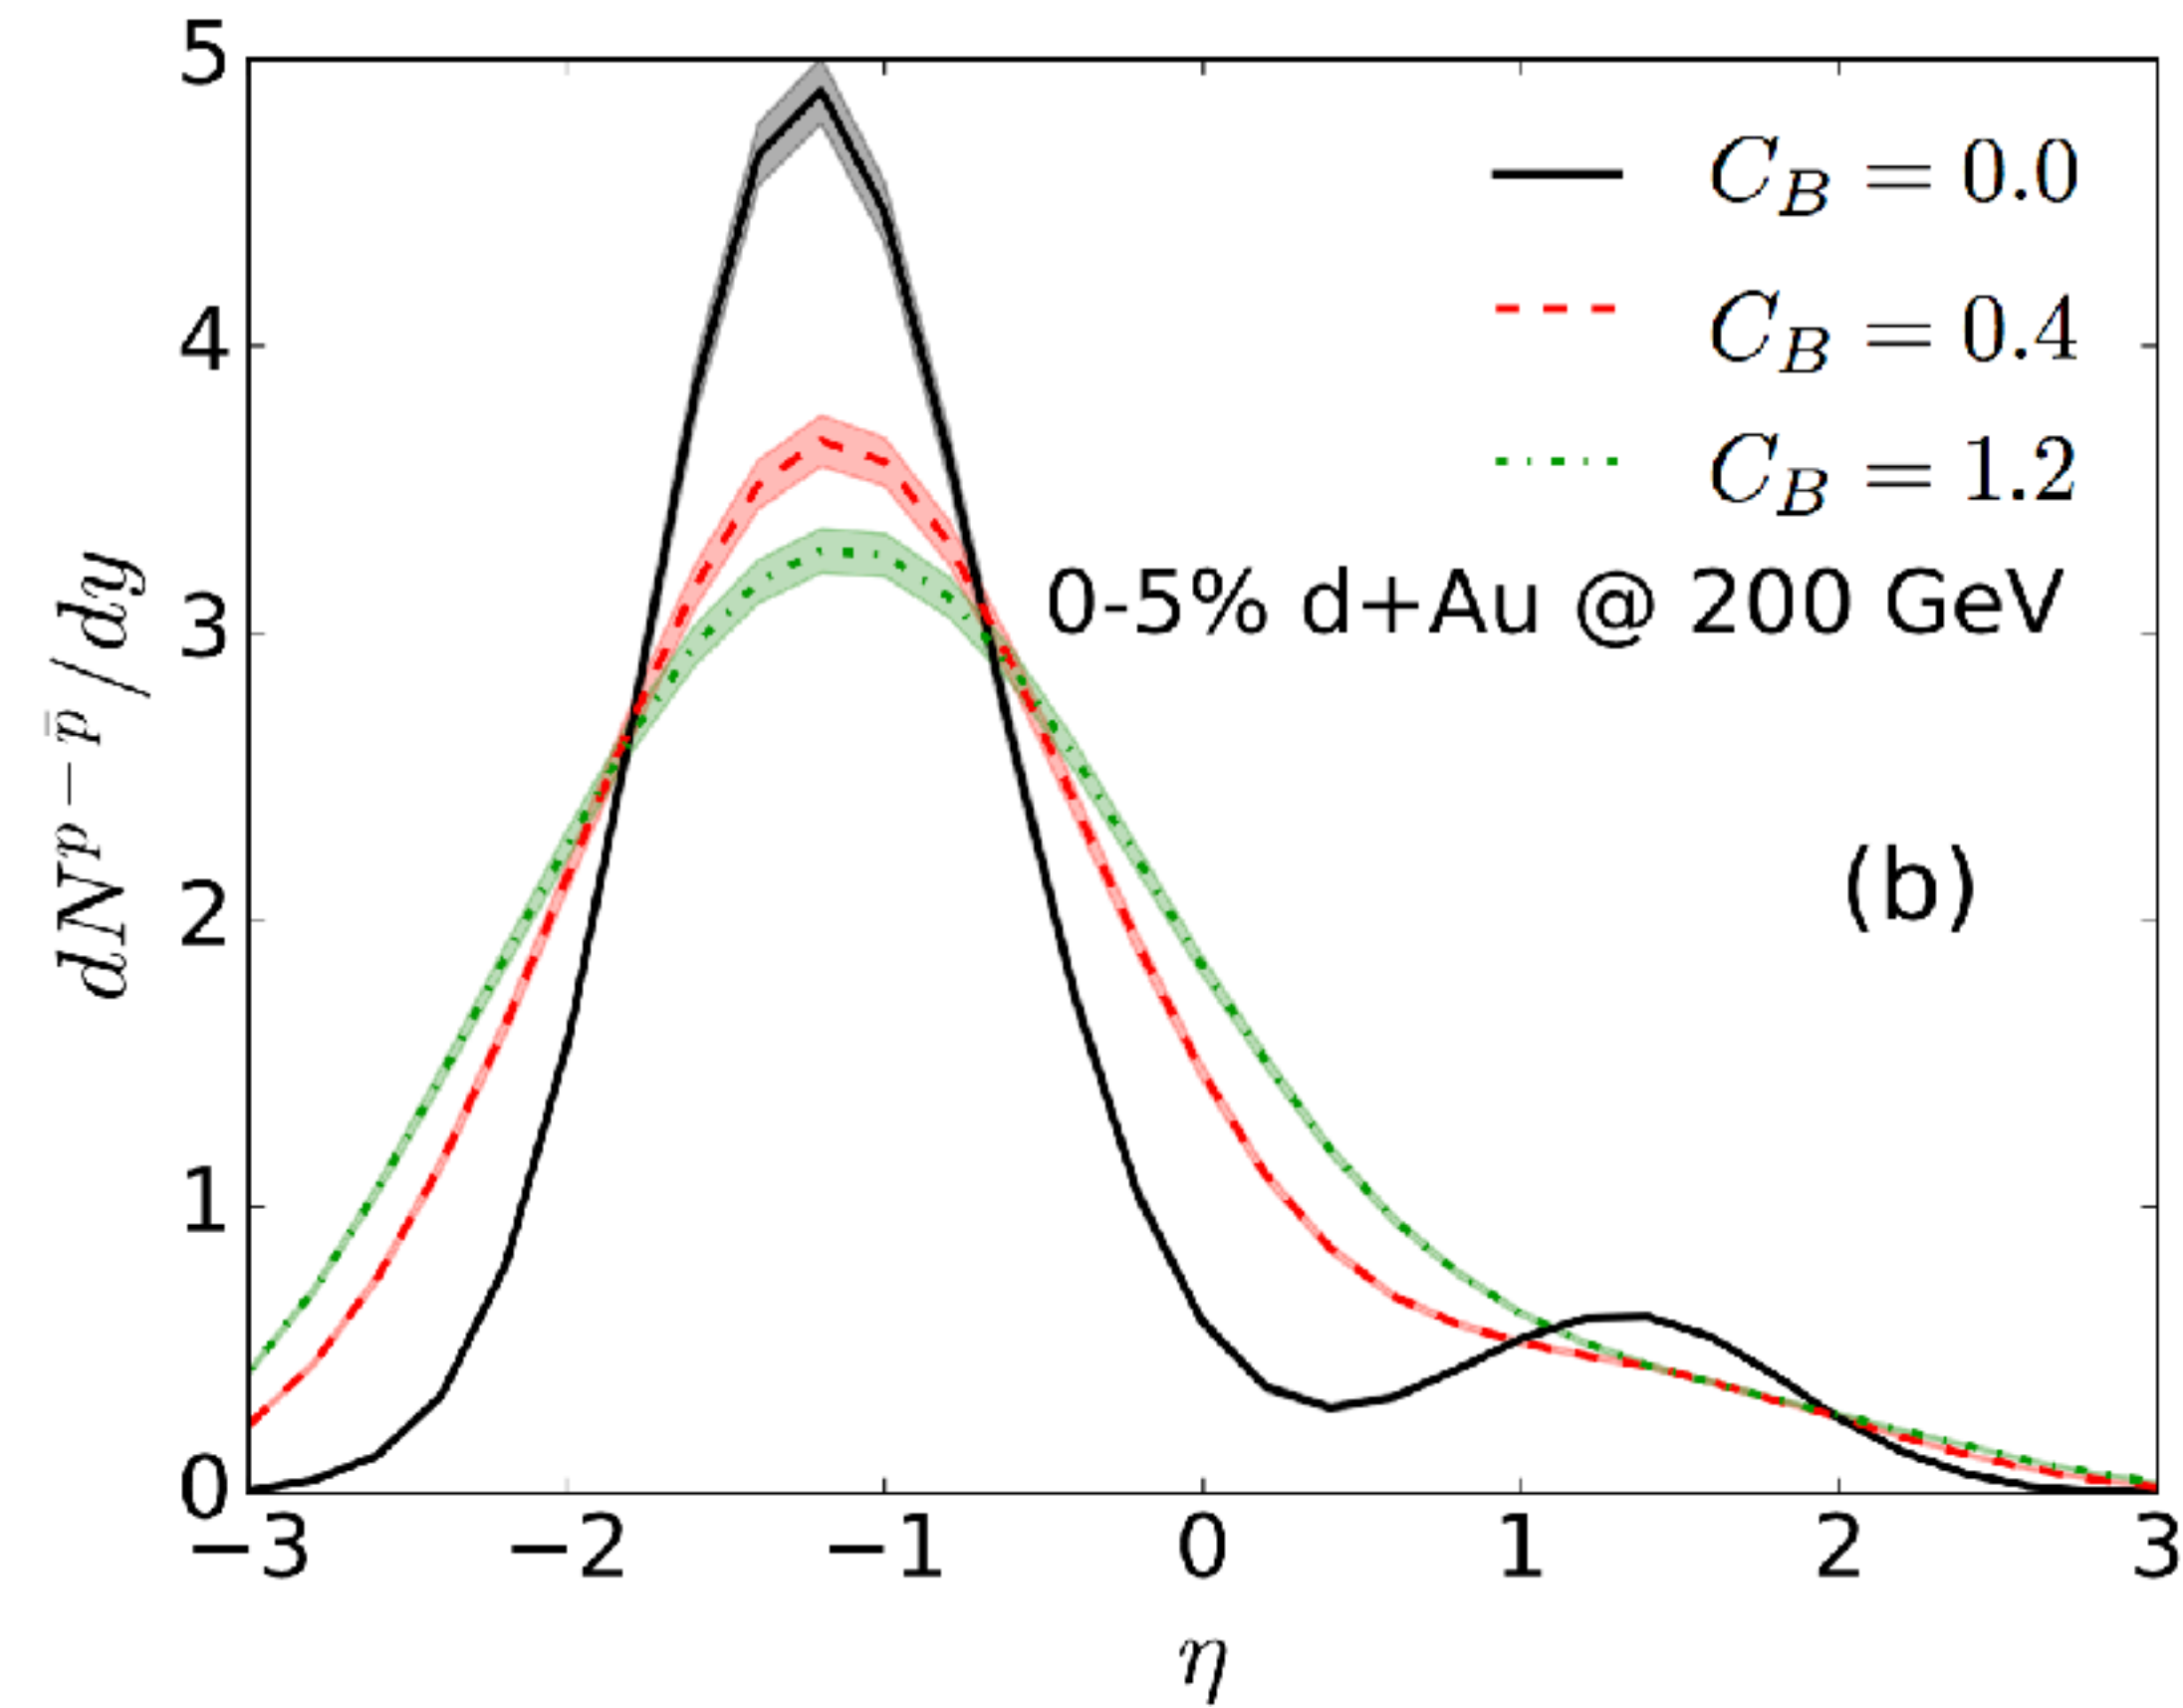 5
4
3
2
1
0
−3 −2 −1 0 1 2 3
η
dN^{p−p̄}/dy
C_B = 0.0
C_B = 0.4
C_B = 1.2
0-5% d+Au @ 200 GeV
(b)